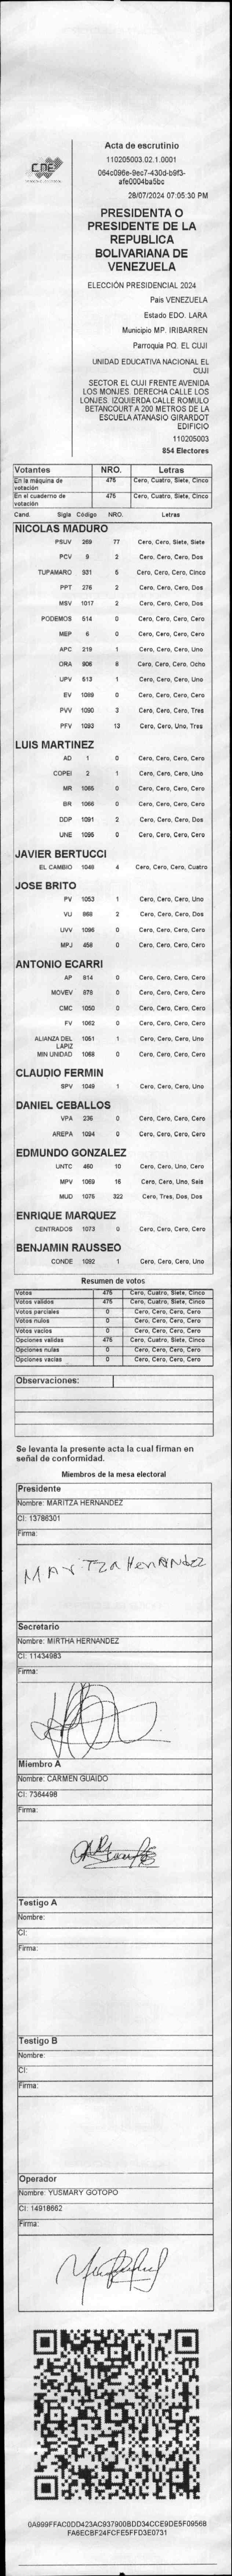 CNE
Acta de escrutinio
110205003.02.1.0001
064c096e-9ec7-430d-b9f3-
afe0004ba5bc
28/07/2024 07:05:30 PM
PRESIDENTA O
PRESIDENTE DE LA
REPUBLICA
BOLIVARIANA DE
VENEZUELA
ELECCIÓN PRESIDENCIAL 2024
Pais VENEZUELA
Estado EDO. LARA
Municipio MP. IRIBARREN
Parroquia PQ. EL CUJI
UNIDAD EDUCATIVA NACIONAL EL
CUJI
SECTOR EL CUJI FRENTE AVENIDA
LOS MONJES. DERECHA CALLE LOS
LONJES. IZQUIERDA CALLE ROMULO
BETANCOURT A 200 METROS DE LA
ESCUELA ATANASIO GIRARDOT
EDIFICIO
110205003
854 Electores
Votantes NRO. Letras
En la máquina de votación 475 Cero, Cuatro, Siete, Cinco
En el cuaderno de votación 475 Cero, Cuatro, Siete, Cinco
Cand. Sigla Código NRO. Letras
NICOLAS MADURO
PSUV 269 77 Cero, Cero, Siete, Siete
PCV 9 2 Cero, Cero, Cero, Dos
TUPAMARO 931 5 Cero, Cero, Cero, Cinco
PPT 276 2 Cero, Cero, Cero, Dos
MSV 1017 2 Cero, Cero, Cero, Dos
PODEMOS 514 0 Cero, Cero, Cero, Cero
MEP 6 0 Cero, Cero, Cero, Cero
APC 219 1 Cero, Cero, Cero, Uno
ORA 906 8 Cero, Cero, Cero, Ocho
UPV 513 1 Cero, Cero, Cero, Uno
EV 1089 0 Cero, Cero, Cero, Cero
PVV 1090 3 Cero, Cero, Cero, Tres
PFV 1093 13 Cero, Cero, Uno, Tres
LUIS MARTINEZ
AD 1 0 Cero, Cero, Cero, Cero
COPEI 2 1 Cero, Cero, Cero, Uno
MR 1065 0 Cero, Cero, Cero, Cero
BR 1066 0 Cero, Cero, Cero, Cero
DDP 1091 2 Cero, Cero, Cero, Dos
UNE 1095 0 Cero, Cero, Cero, Cero
JAVIER BERTUCCI
EL CAMBIO 1048 4 Cero, Cero, Cero, Cuatro
JOSE BRITO
PV 1053 1 Cero, Cero, Cero, Uno
VU 868 2 Cero, Cero, Cero, Dos
UVV 1096 0 Cero, Cero, Cero, Cero
MPJ 458 0 Cero, Cero, Cero, Cero
ANTONIO ECARRI
AP 814 0 Cero, Cero, Cero, Cero
MOVEV 979 0 Cero, Cero, Cero, Cero
CMC 1050 0 Cero, Cero, Cero, Cero
FV 1062 0 Cero, Cero, Cero, Cero
ALIANZA DEL LAPIZ 1051 1 Cero, Cero, Cero, Uno
MIN UNIDAD 1068 0 Cero, Cero, Cero, Cero
CLAUDIO FERMIN
SPV 1049 1 Cero, Cero, Cero, Uno
DANIEL CEBALLOS
VPA 236 0 Cero, Cero, Cero, Cero
AREPA 1094 0 Cero, Cero, Cero, Cero
EDMUNDO GONZALEZ
UNTC 460 10 Cero, Cero, Uno, Cero
MPV 1069 16 Cero, Cero, Uno, Seis
MUD 1075 322 Cero, Tres, Dos, Dos
ENRIQUE MARQUEZ
CENTRADOS 1073 0 Cero, Cero, Cero, Cero
BENJAMIN RAUSSEO
CONDE 1092 1 Cero, Cero, Cero, Uno
Resumen de votos
Votos 475 Cero, Cuatro, Siete, Cinco
Votos validos 475 Cero, Cuatro, Siete, Cinco
Votos parciales 0 Cero, Cero, Cero, Cero
Votos nulos 0 Cero, Cero, Cero, Cero
Votos vacios 0 Cero, Cero, Cero, Cero
Opciones validas 475 Cero, Cuatro, Siete, Cinco
Opciones nulas 0 Cero, Cero, Cero, Cero
Opciones vacias 0 Cero, Cero, Cero, Cero
Observaciones:
Se levanta la presente acta la cual firman en
señal de conformidad.
Miembros de la mesa electoral
Presidente
Nombre: MARITZA HERNANDEZ
CI: 13786301
Firma:
MARITZA HERNANDEZ
Secretario
Nombre: MIRTHA HERNANDEZ
CI: 11434983
Firma:
Miembro A
Nombre: CARMEN GUAIDO
CI: 7364498
Firma:
Testigo A
Nombre:
CI:
Firma:
Testigo B
Nombre:
CI:
Firma:
Operador
Nombre: YUSMARY GOTOPO
CI: 14918662
Firma:
0A999FFAC0DD423AC937900BDD34CCE9DE5F09568
FA6ECBF24FCFE5FFD3E0731